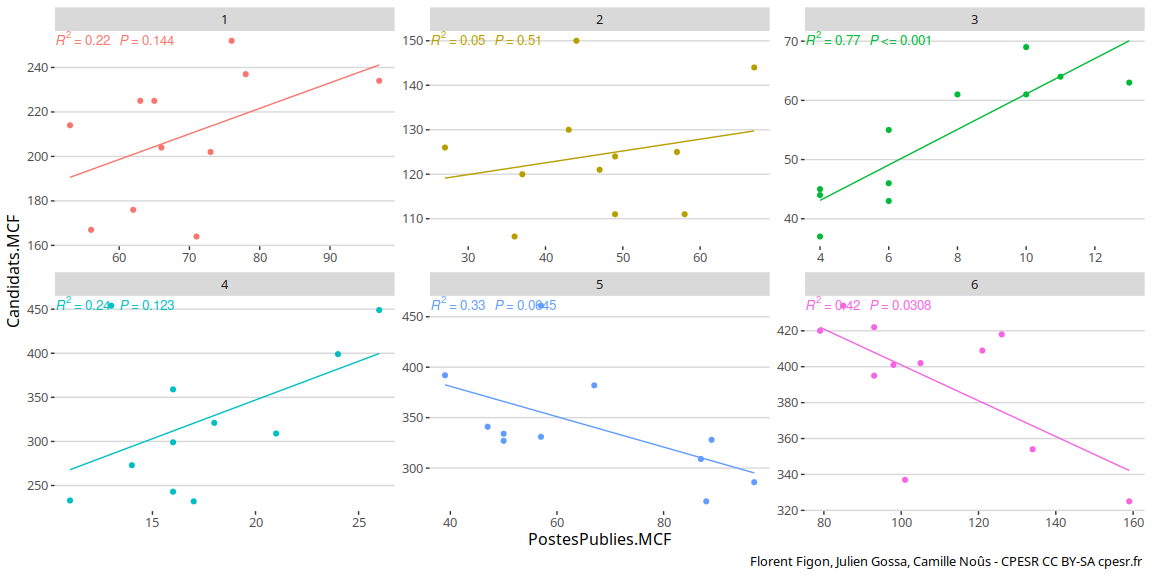 1 2 3
R2 = 0.22 P = 0.144
R2 = 0.05 P = 0.51
R2 = 0.77 P <= 0.001
240
220
200
180
160
60 70 80 90
150
140
130
120
110
30 40 50 60
70
60
50
40
4 6 8 10 12
4 5 6
R2 = 0.24 P = 0.123
R2 = 0.33 P = 0.0645
R2 = 0.42 P = 0.0308
450
400
350
300
250
15 20 25
450
400
350
300
40 60 80
420
400
380
360
340
320
80 100 120 140 160
Candidats.MCF
PostesPublies.MCF
Florent Figon, Julien Gossa, Camille Noûs - CPESR CC BY-SA cpesr.fr